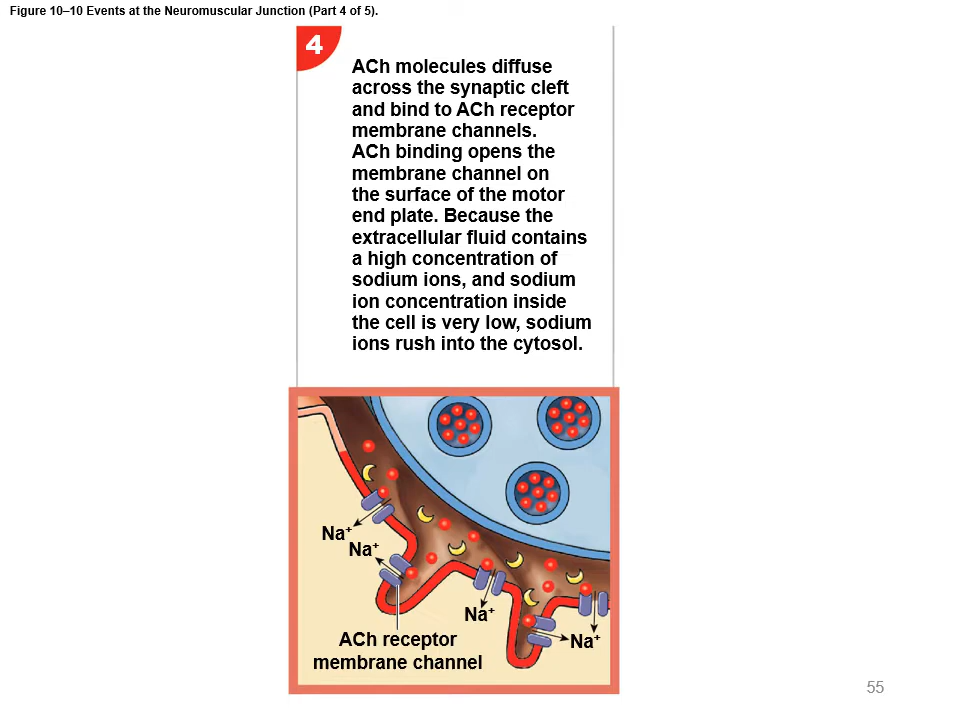 Figure 10–10 Events at the Neuromuscular Junction (Part 4 of 5).
4
ACh molecules diffuse
across the synaptic cleft
and bind to ACh receptor
membrane channels.
ACh binding opens the
membrane channel on
the surface of the motor
end plate. Because the
extracellular fluid contains
a high concentration of
sodium ions, and sodium
ion concentration inside
the cell is very low, sodium
ions rush into the cytosol.
Na⁺
Na⁺
Na⁺
Na⁺
ACh receptor
membrane channel
55